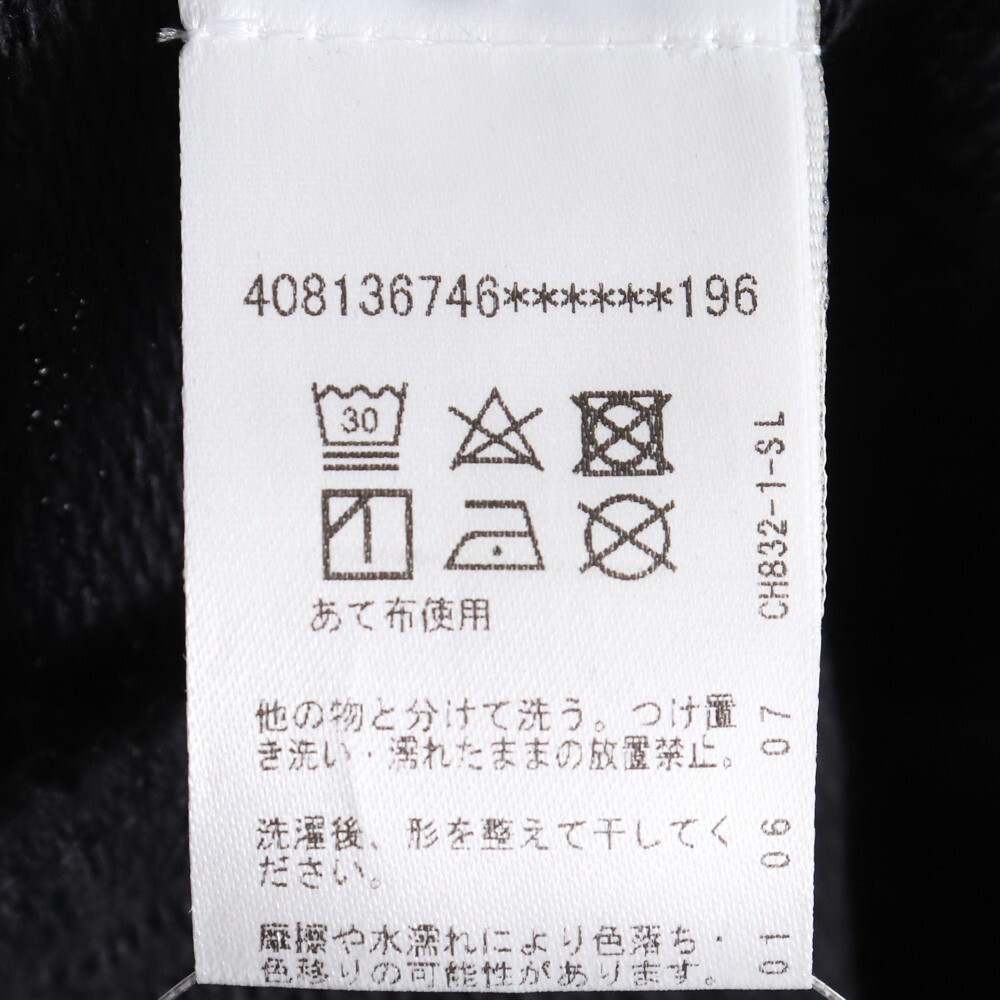 408136746******196
30
あて布使用
他の物と分けて洗う。つけ置
き洗い・濡れたままの放置禁止。
洗濯後、形を整えて干してく
ださい。
摩擦や水濡れにより色落ち・
色移りの可能性があります。
CH832-1-SL
01 06 07